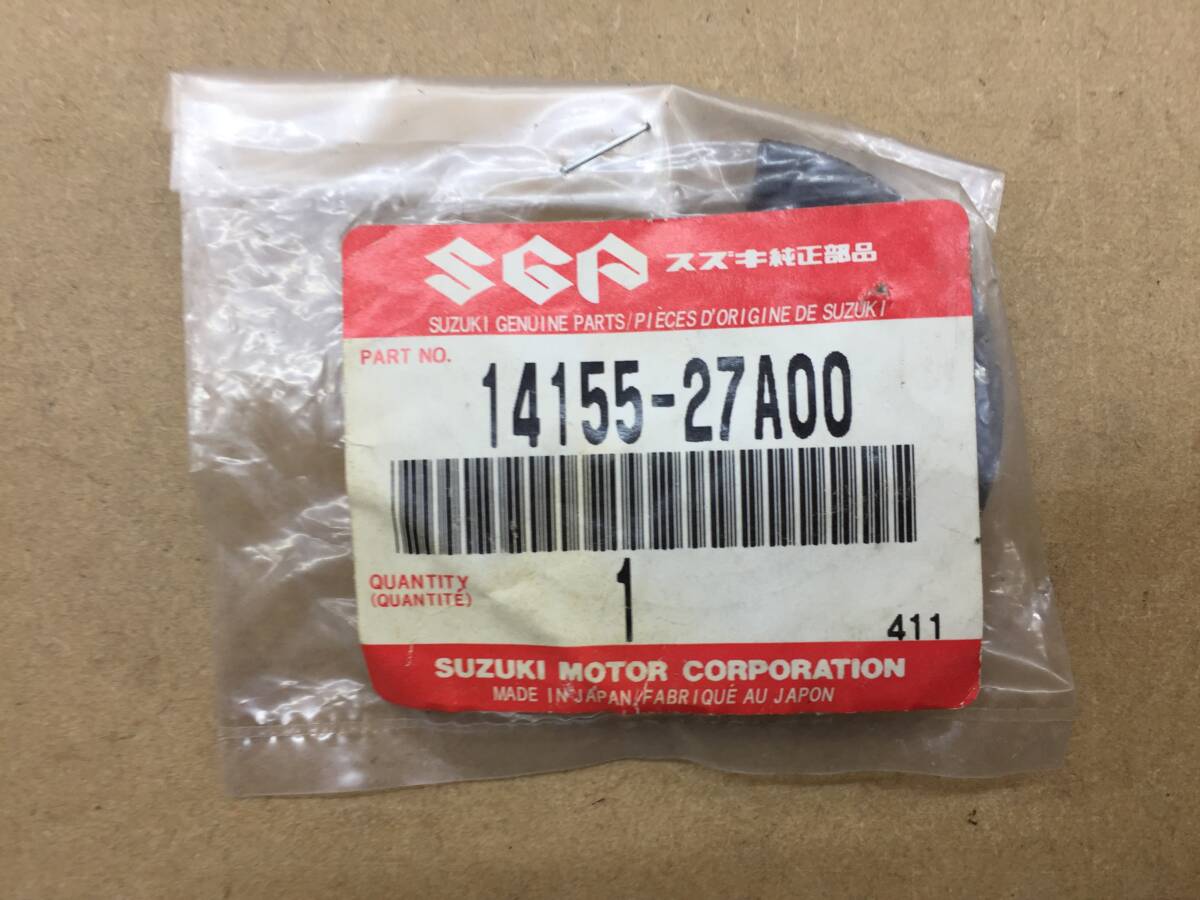 SGP スズキ純正部品
SUZUKI GENUINE PARTS/PIÈCES D'ORIGINE DE SUZUKI
PART NO. 14155-27A00
QUANTITY 1
(QUANTITÉ)
411
SUZUKI MOTOR CORPORATION
MADE IN JAPAN/FABRIQUÉ AU JAPON